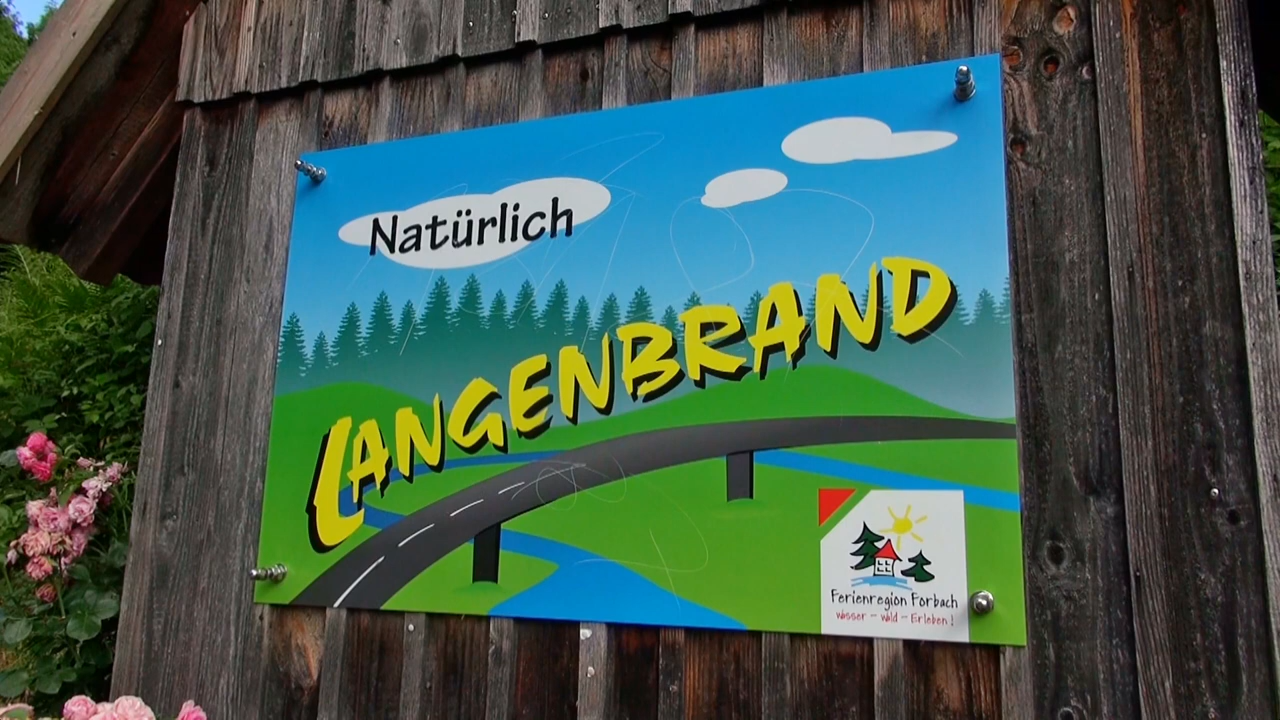 Natürlich
LANGENBRAND
Ferienregion Forbach
wasser - wald - Erleben!